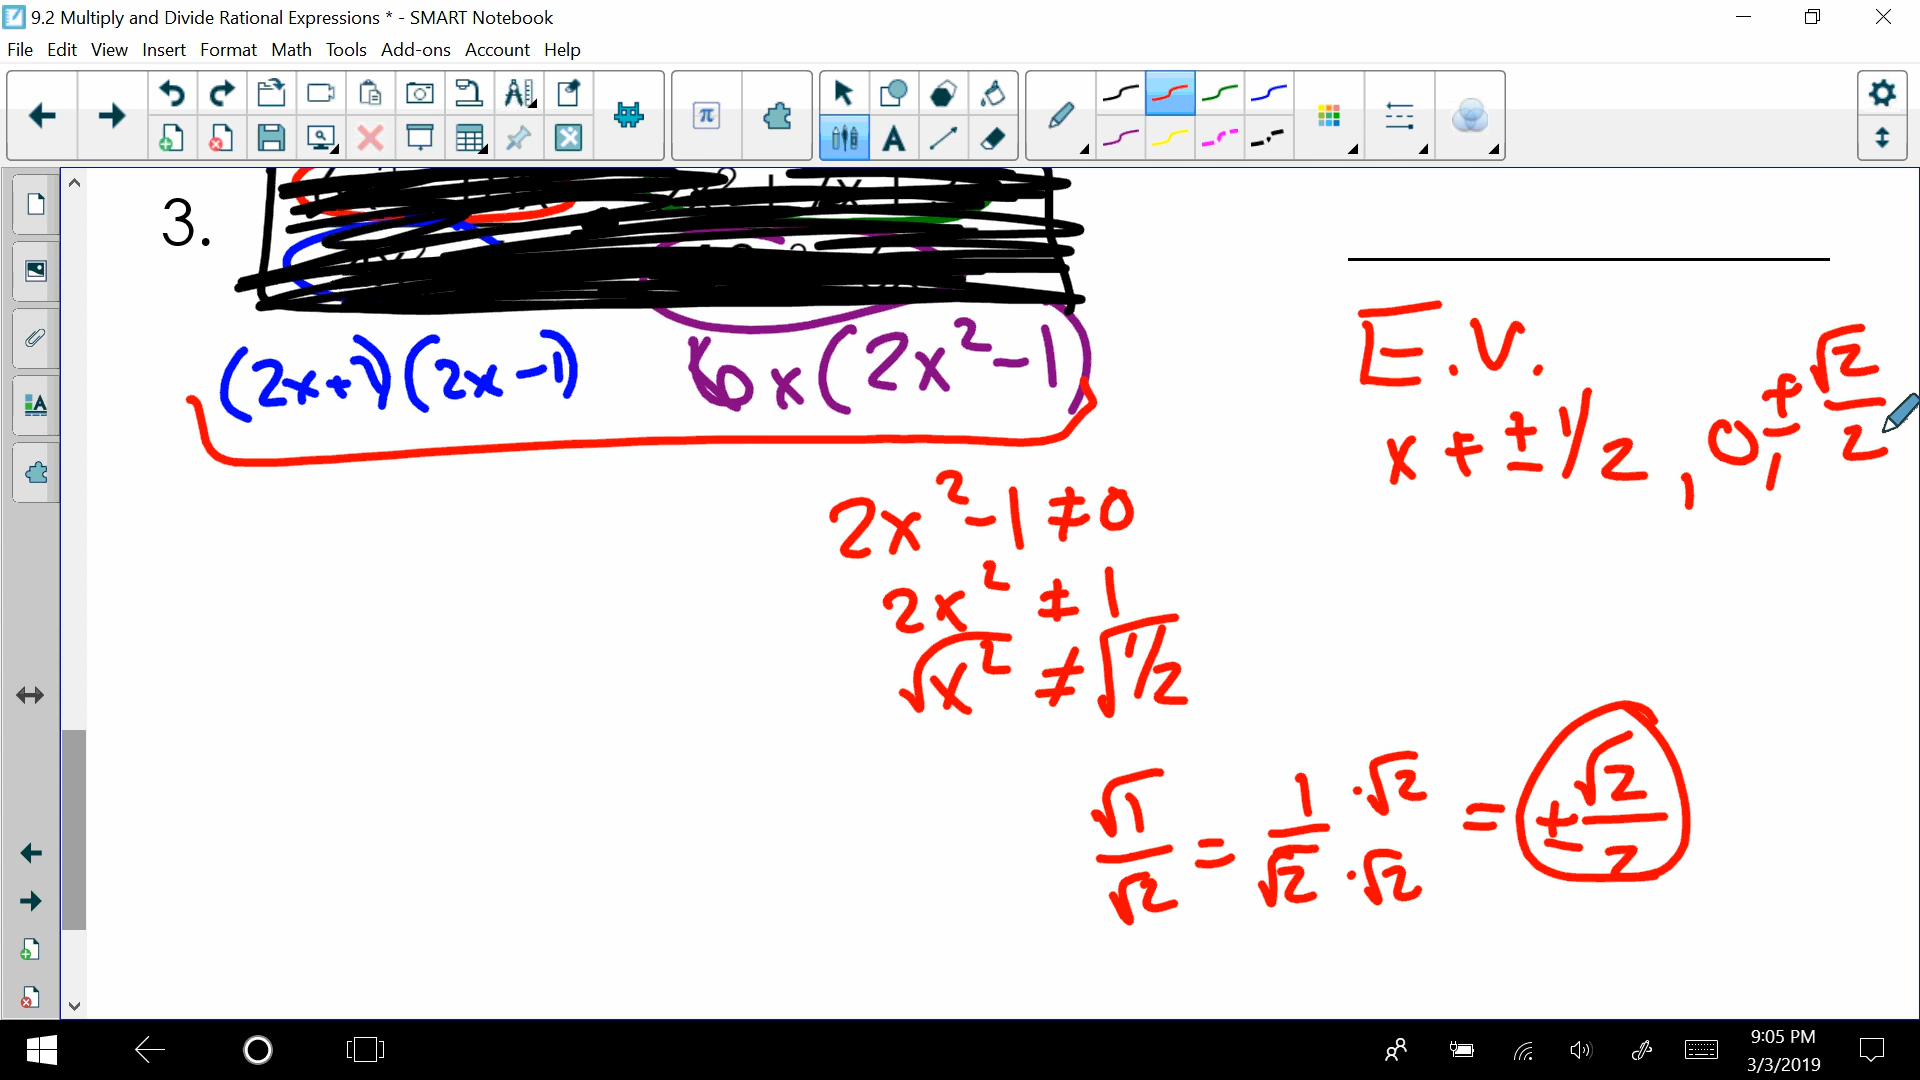 9.2 Multiply and Divide Rational Expressions * - SMART Notebook
File Edit View Insert Format Math Tools Add-ons Account Help
π
A
3.
(2x+1)(2x-1) 6x(2x²-1)
E.V.
x ≠ ±1/2, 0, ±√2/2
2x²-1≠0
2x² ≠ 1
√x² ≠ √1/2
√1/√2 = 1·√2/√2·√2 = ±√2/2
9:05 PM
3/3/2019